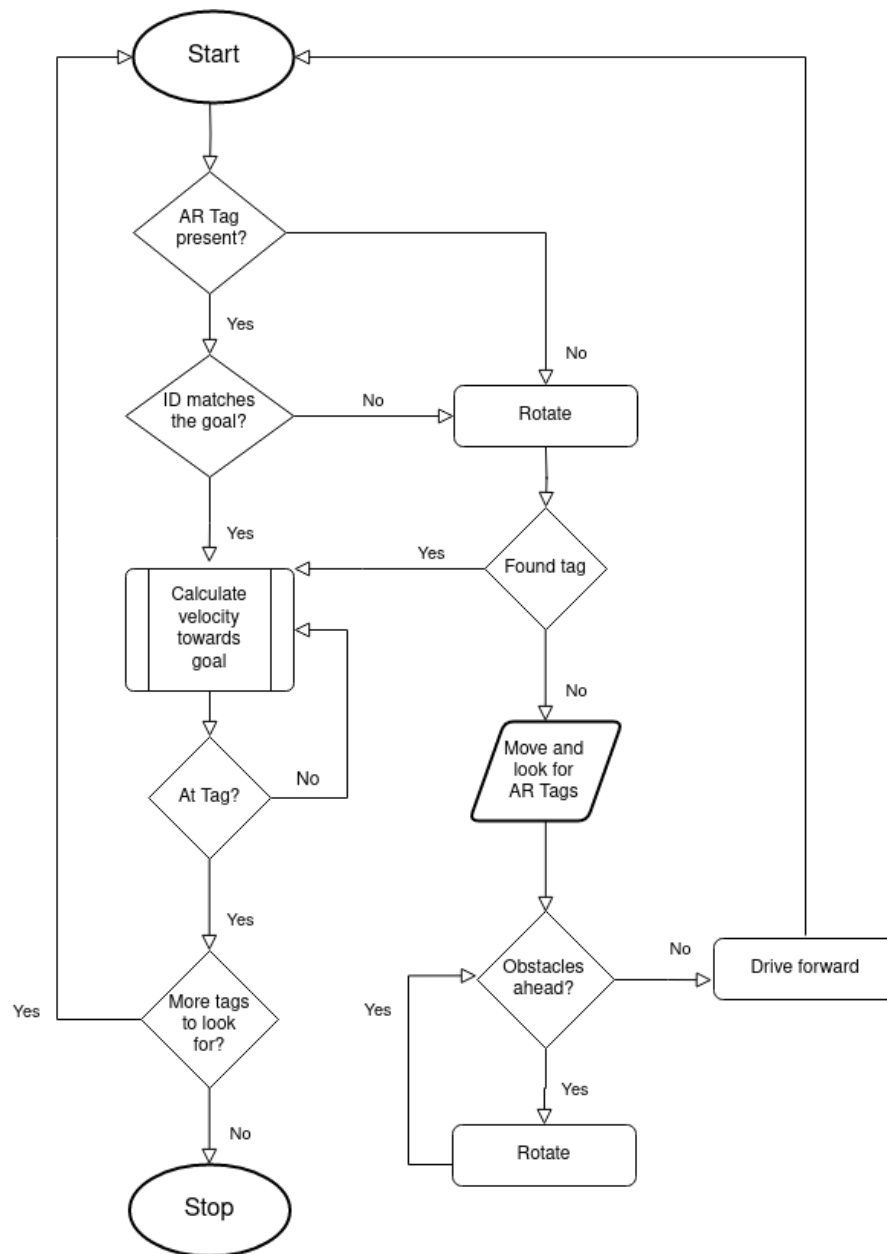 Start
AR Tag
present?
Yes
No
ID matches
the goal?
No
Rotate
Yes
Yes
Found tag
Calculate
velocity
towards
goal
No
Move and
look for
AR Tags
At Tag?
No
Yes
Obstacles
ahead?
No
Drive forward
More tags
to look
for?
Yes
Yes
Yes
No
Rotate
Stop